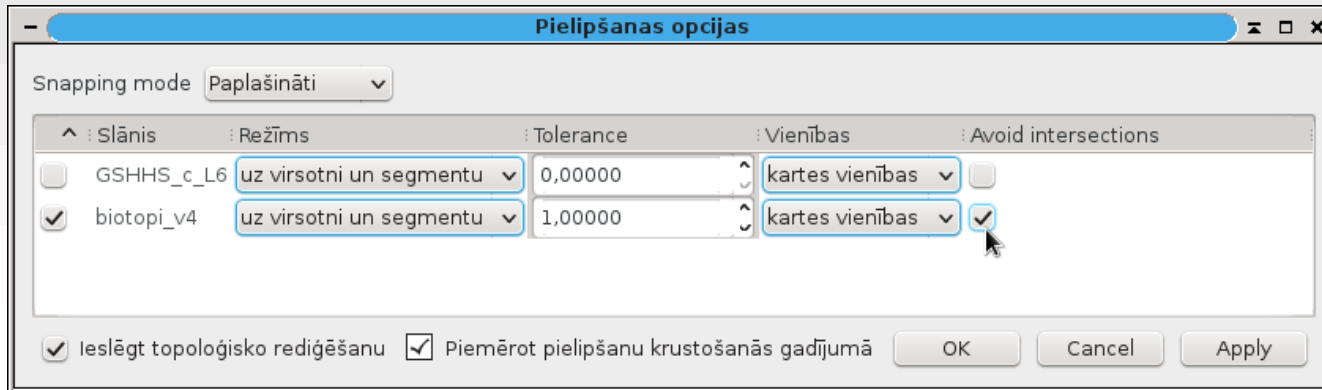 Pielipšanas opcijas
Snapping mode Paplašināti
Slānis Režīms Tolerance Vienības Avoid intersections
GSHHS_c_L6 uz virsotni un segmentu 0,00000 kartes vienības
biotopi_v4 uz virsotni un segmentu 1,00000 kartes vienības
Ieslēgt topoloģisko rediģēšanu Piemērot pielipšanu krustošanās gadījumā OK Cancel Apply